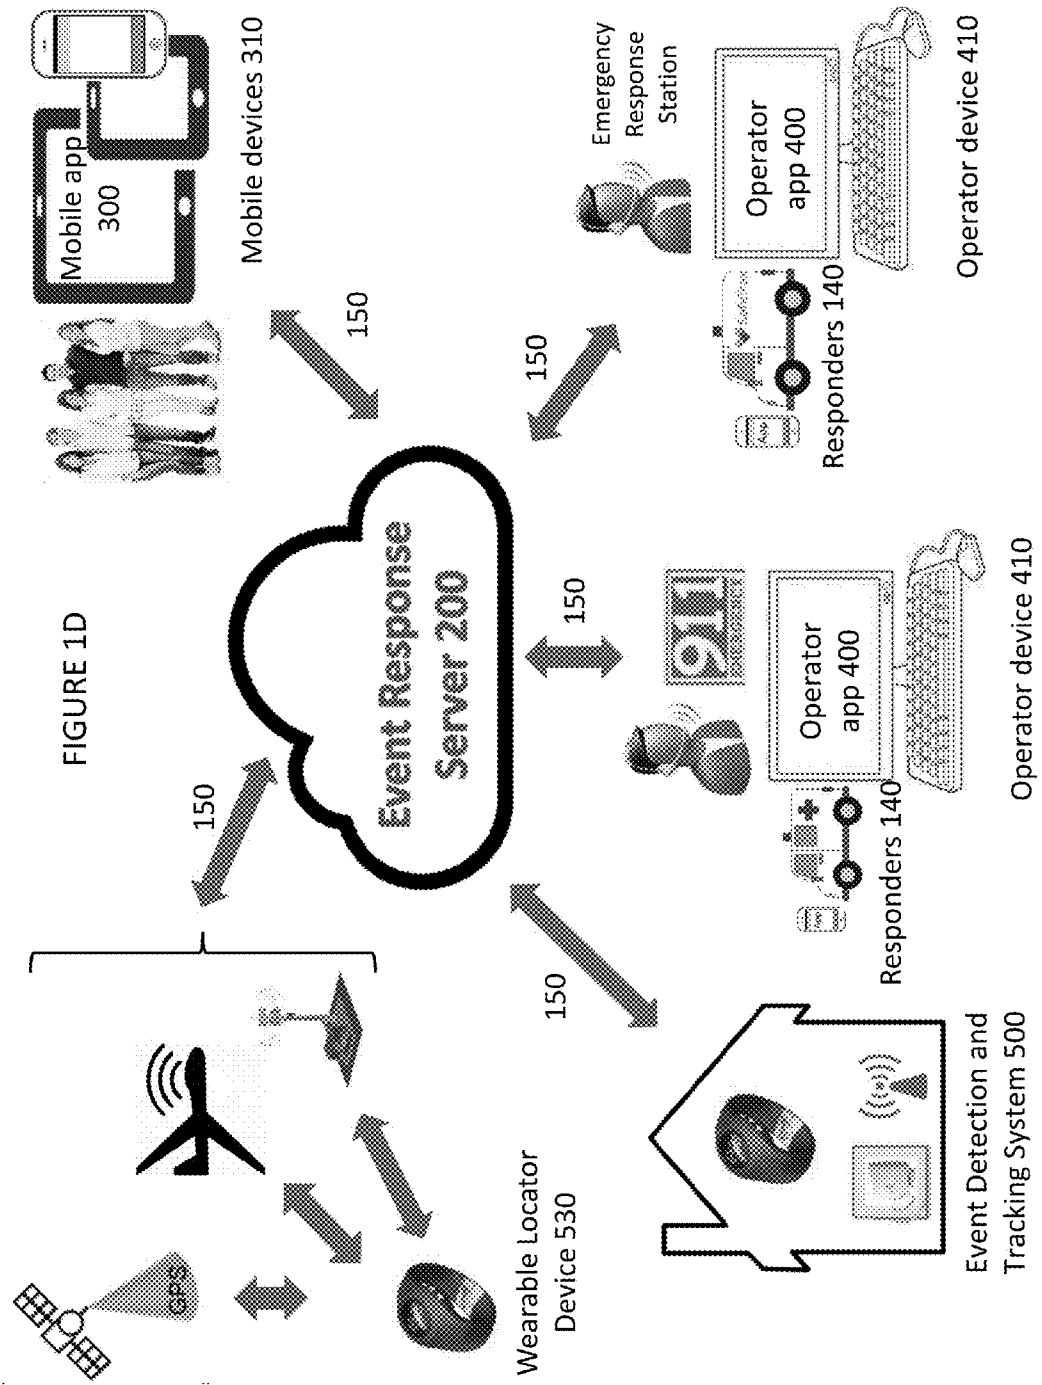 FIGURE 1D
GPS
Wearable Locator
Device 530
150
Event Response
Server 200
Mobile app
300
Mobile devices 310
150
150
Event Detection and
Tracking System 500
150
911
EMERGENCY
Operator
app 400
Responders 140
Operator device 410
150
Emergency
Response
Station
Operator
app 400
App
Responders 140
Operator device 410